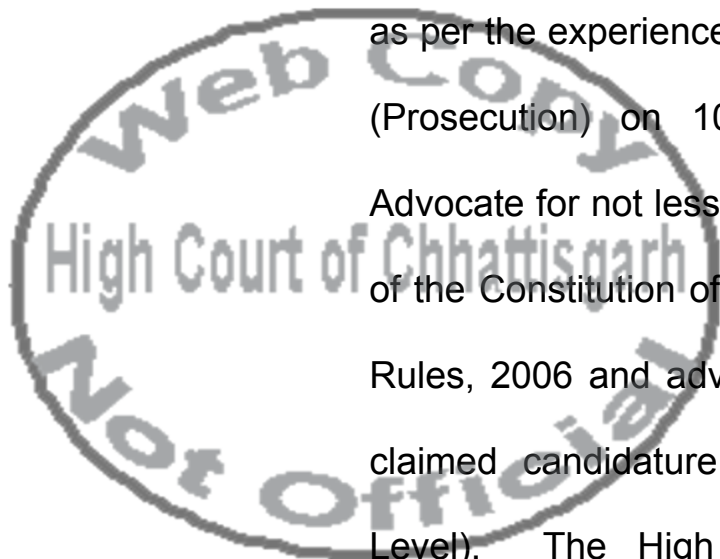 as per the experience
Web Copy
(Prosecution) on 10
Advocate for not less
High Court of Chhattisgarh
of the Constitution of
Rules, 2006 and adv
Not Official
claimed candidature
Level). The High